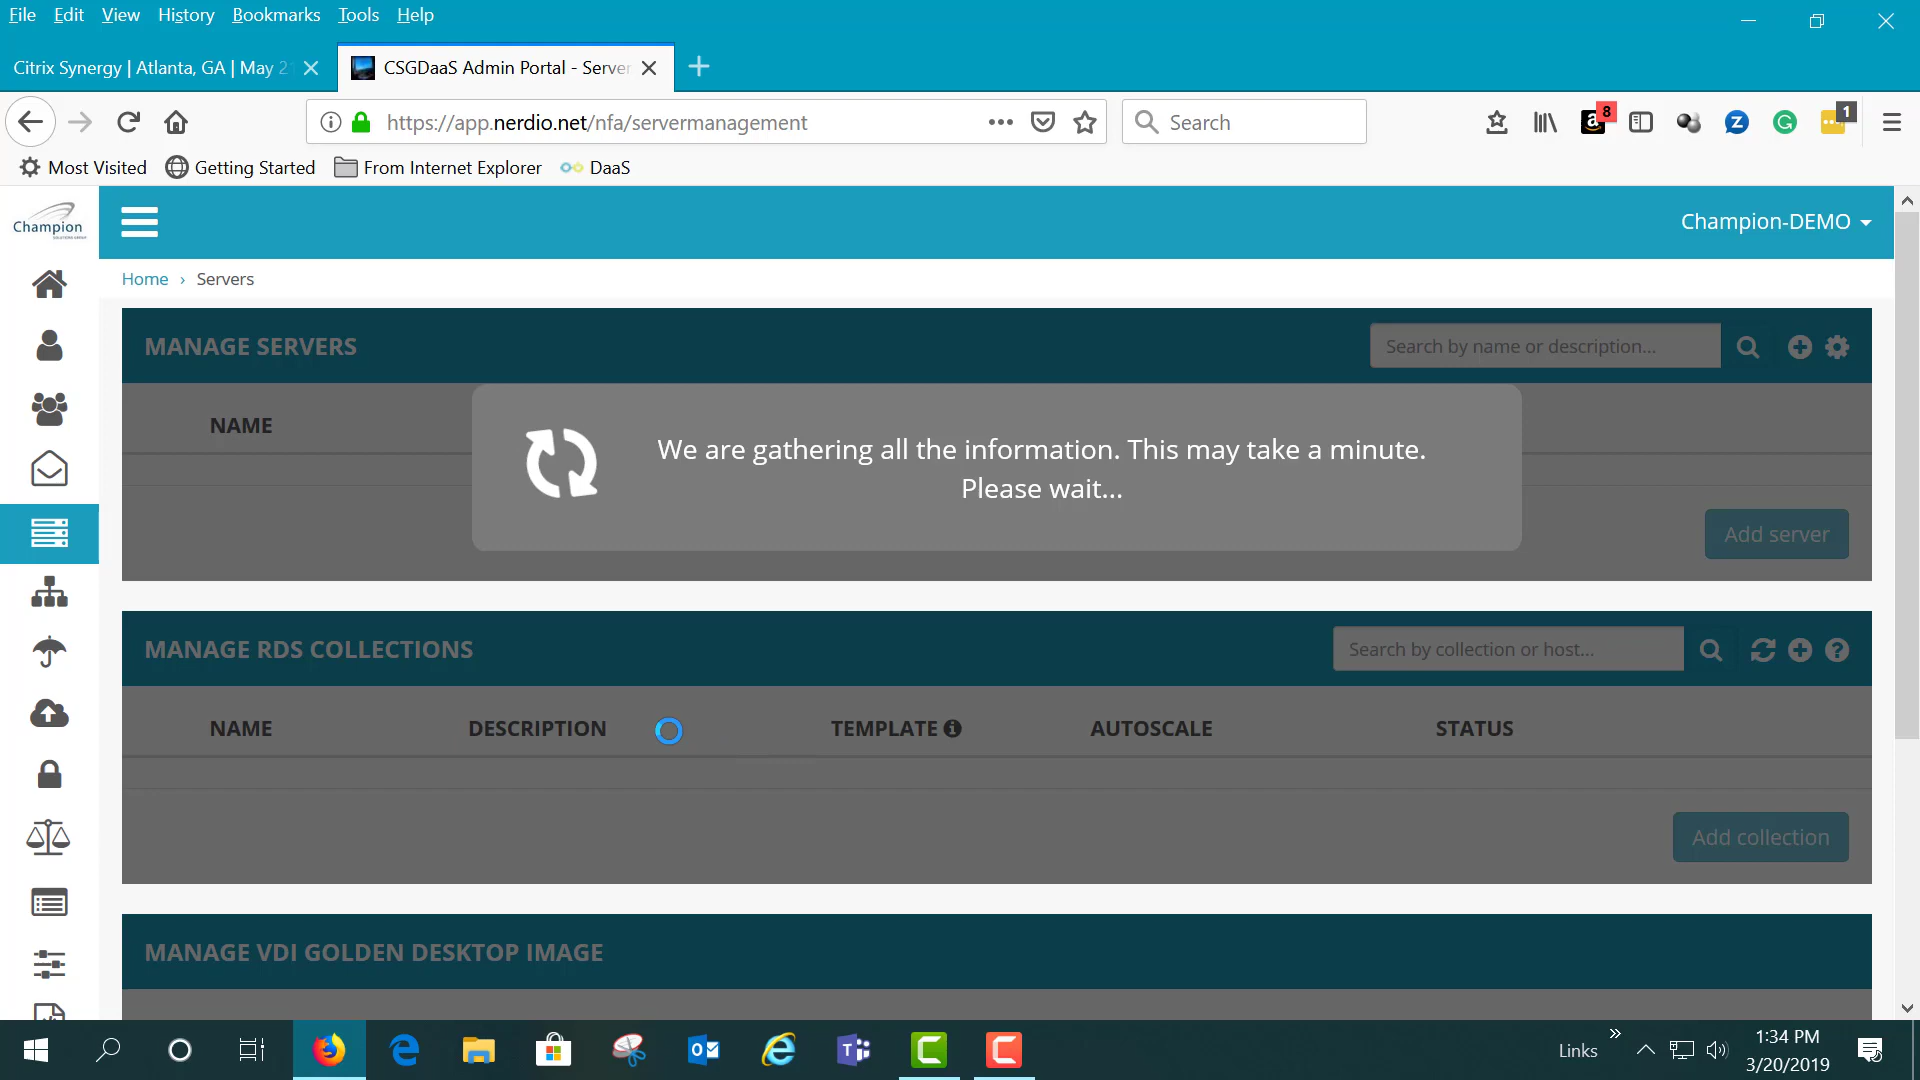 File Edit View History Bookmarks Tools Help
Citrix Synergy | Atlanta, GA | May 2
CSGDaaS Admin Portal - Server
https://app.nerdio.net/nfa/servermanagement
Search
8
1
Most Visited Getting Started From Internet Explorer DaaS
Champion
Champion-DEMO
Home › Servers
MANAGE SERVERS
Search by name or description...
NAME
We are gathering all the information. This may take a minute.
Please wait...
Add server
MANAGE RDS COLLECTIONS
Search by collection or host...
NAME DESCRIPTION TEMPLATE AUTOSCALE STATUS
Add collection
MANAGE VDI GOLDEN DESKTOP IMAGE
Links
1:34 PM
3/20/2019